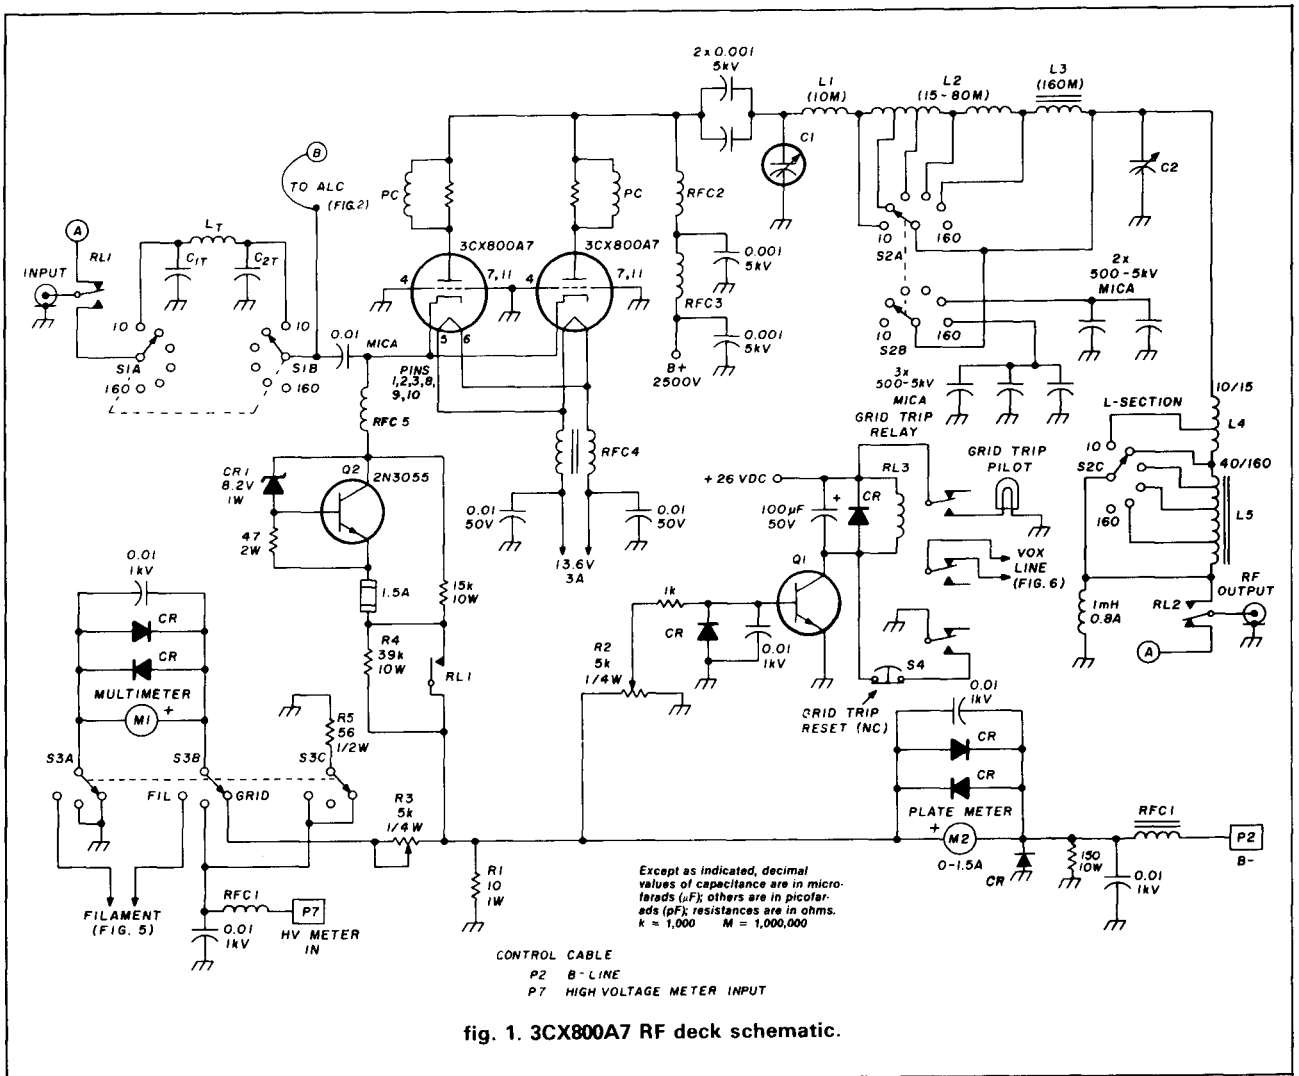 2 x 0.001
5kV
L1
(10M)
L2
(15-80M)
L3
(160M)
C1
C2
B
TO ALC
(FIG. 2)
PC
PC
RFC2
A
RL1
INPUT
LT
C1T
C2T
3CX800A7
3CX800A7
4
7, 11
4
7, 11
0.001
5kV
10
160
S2A
2x
500-5kV
MICA
RFC3
10
10
0.01
MICA
5
6
0.001
5kV
10
160
S2B
S1A
S1B
160
160
PINS
1,2,3,8,
9,10
B+
2500V
3x
500-5kV
MICA
10/15
L-SECTION
L4
RFC5
GRID TRIP
RELAY
10
S2C
40/160
CR1
8.2V
1W
Q2
2N3055
RFC4
+26 VDC
CR
RL3
GRID TRIP
PILOT
160
L5
0.01
50V
0.01
50V
100µF
50V
+
47
2W
13.6V
3A
Q1
VOX
LINE
(FIG. 6)
RF
OUTPUT
0.01
1kV
1.5A
15k
10W
1k
1mH
0.8A
RL2
CR
CR
R4
39k
10W
RL1
CR
0.01
1kV
R2
5k
1/4W
S4
A
MULTIMETER
M1
+
GRID TRIP
RESET (NC)
0.01
1kV
R5
56
1/2W
S3A
S3B
S3C
CR
CR
FIL
GRID
R3
5k
1/4W
PLATE METER
+
M2
0-1.5A
RFC1
P2
B-
R1
10
1W
CR
150
10W
0.01
1kV
Except as indicated, decimal
values of capacitance are in micro-
farads (µF); others are in picofar-
ads (pF); resistances are in ohms.
k = 1,000 M = 1,000,000
FILAMENT
(FIG. 5)
RFC1
P7
0.01
1kV
HV METER
IN
CONTROL CABLE
P2 B-LINE
P7 HIGH VOLTAGE METER INPUT
fig. 1. 3CX800A7 RF deck schematic.